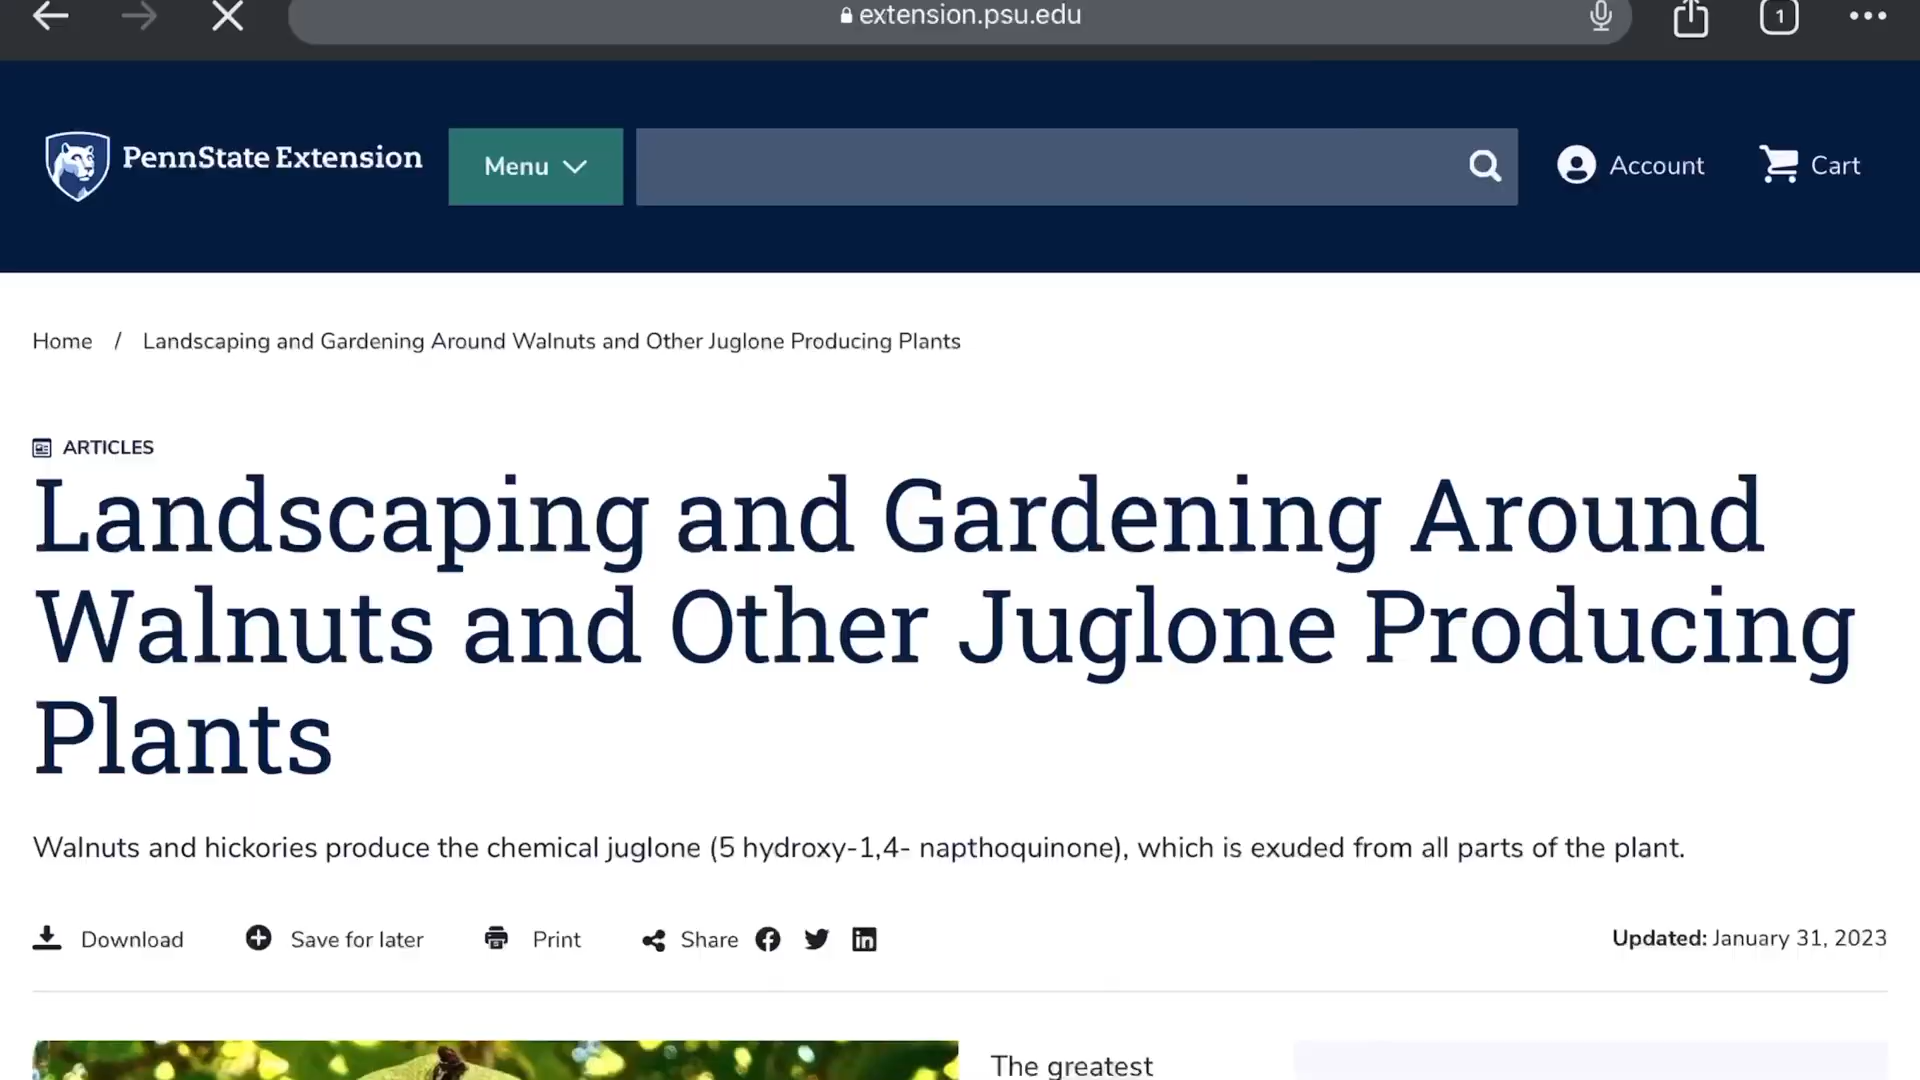 extension.psu.edu
1
PennState Extension
Menu
Account
Cart
Home / Landscaping and Gardening Around Walnuts and Other Juglone Producing Plants
ARTICLES
Landscaping and Gardening Around
Walnuts and Other Juglone Producing
Plants
Walnuts and hickories produce the chemical juglone (5 hydroxy-1,4- napthoquinone), which is exuded from all parts of the plant.
Download
Save for later
Print
Share
Updated: January 31, 2023
The greatest